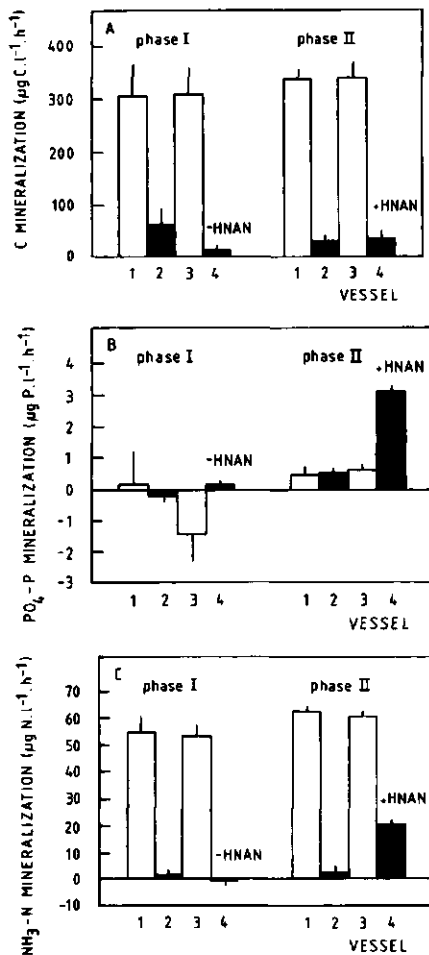 A
phase I
phase II
C MINERALIZATION (µg C.l⁻¹.h⁻¹)
400
300
200
100
0
-HNAN
+HNAN
1 2 3 4 1 2 3 4
VESSEL
B
phase I
phase II
PO₄-P MINERALIZATION (µg P.l⁻¹.h⁻¹)
4
3
2
1
0
-1
-2
-3
-HNAN
+HNAN
1 2 3 4 1 2 3 4
VESSEL
C
phase I
phase II
NH₃-N MINERALIZATION (µg N.l⁻¹.h⁻¹)
70
60
50
40
30
20
10
0
-10
-HNAN
+HNAN
1 2 3 4 1 2 3 4
VESSEL